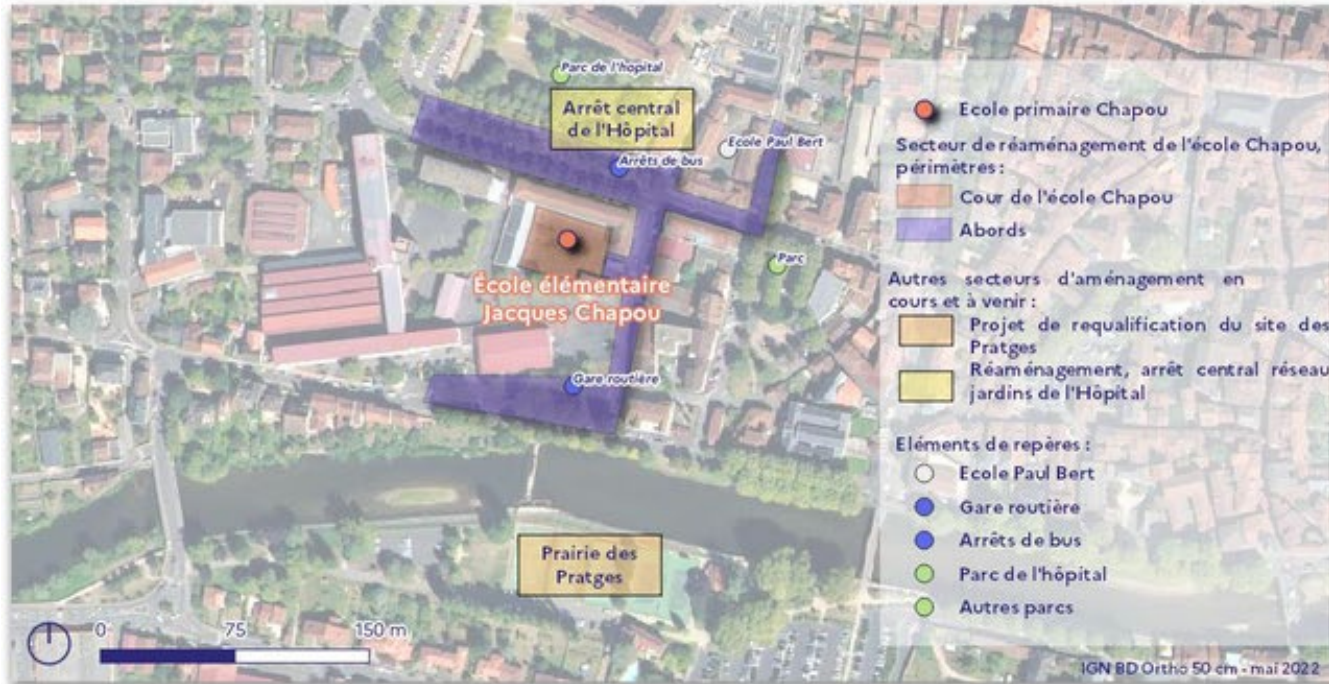 Parc de l'hopital
Arrêt central
de l'Hôpital
Ecole Paul Bert
Arrêts de bus
Parc
École élémentaire
Jacques Chapou
Gare routière
Prairie des
Pratges
0 75 150 m
Ecole primaire Chapou
Secteur de réaménagement de l'école Chapou,
périmètres :
Cour de l'école Chapou
Abords
Autres secteurs d'aménagement en
cours et à venir :
Projet de requalification du site des
Pratges
Réaménagement, arrêt central réseau
jardins de l'Hôpital
Eléments de repères :
Ecole Paul Bert
Gare routière
Arrêts de bus
Parc de l'hôpital
Autres parcs
IGN BD Ortho 50 cm - mai 2022